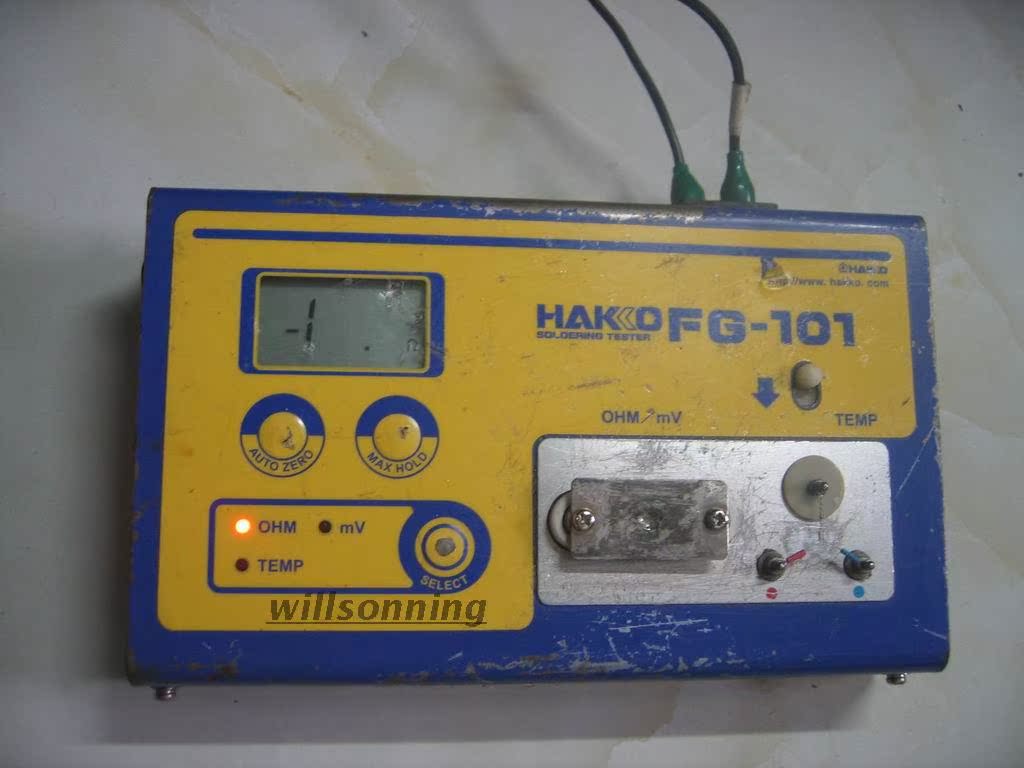 HAKKO
http://www.hakko.com
-1.
HAKKO FG-101
SOLDERING TESTER
OHM/mV
TEMP
AUTO ZERO
MAX HOLD
OHM
mV
TEMP
SELECT
willsonning